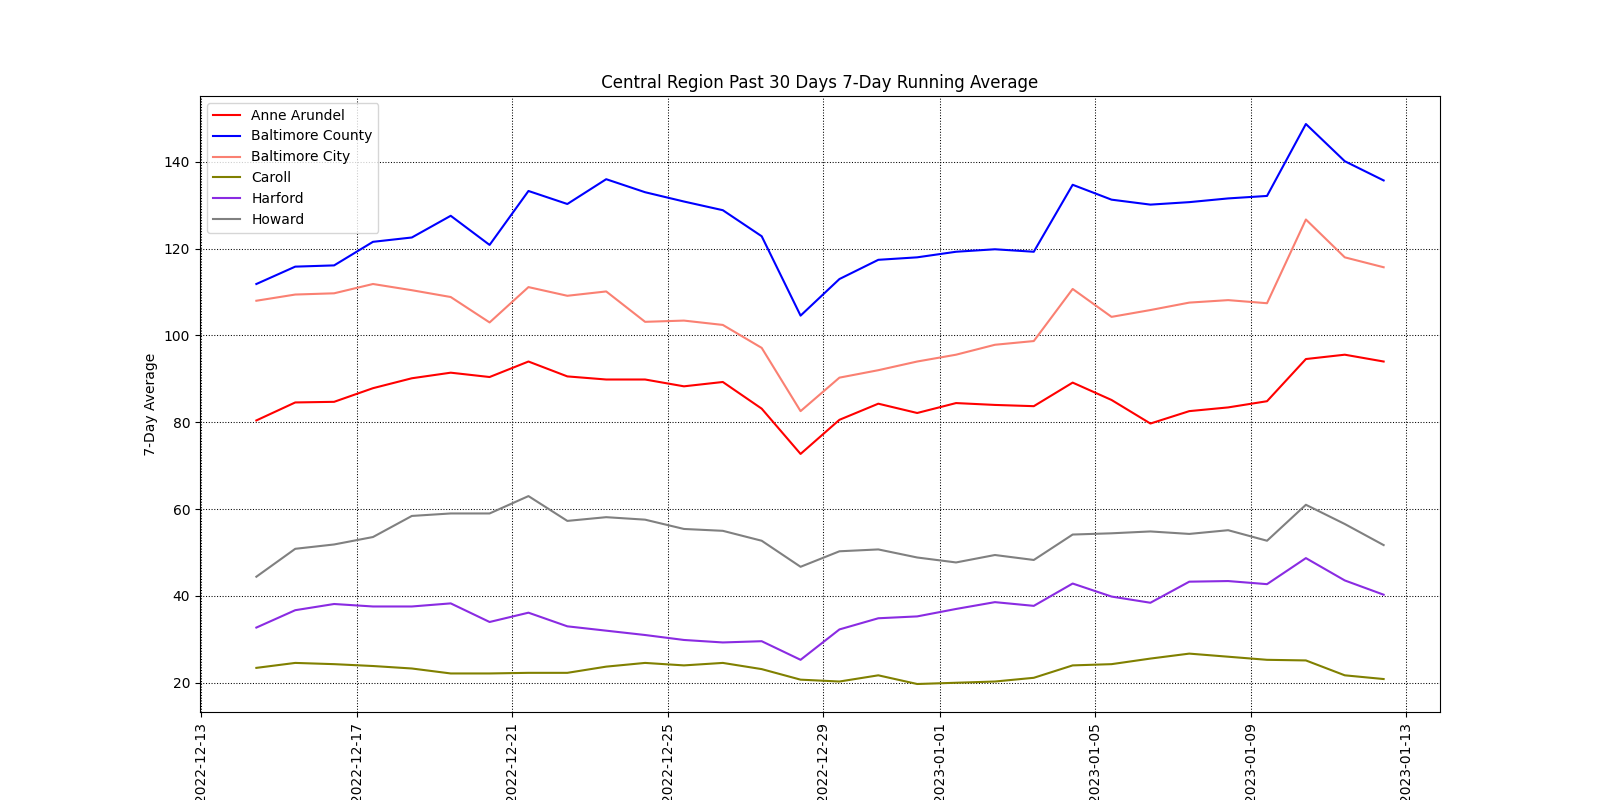 Central Region Past 30 Days 7-Day Running Average
Anne Arundel
Baltimore County
Baltimore City
Caroll
Harford
Howard
140
120
100
80
60
40
20
7-Day Average
2022-12-13
2022-12-17
2022-12-21
2022-12-25
2022-12-29
2023-01-01
2023-01-05
2023-01-09
2023-01-13